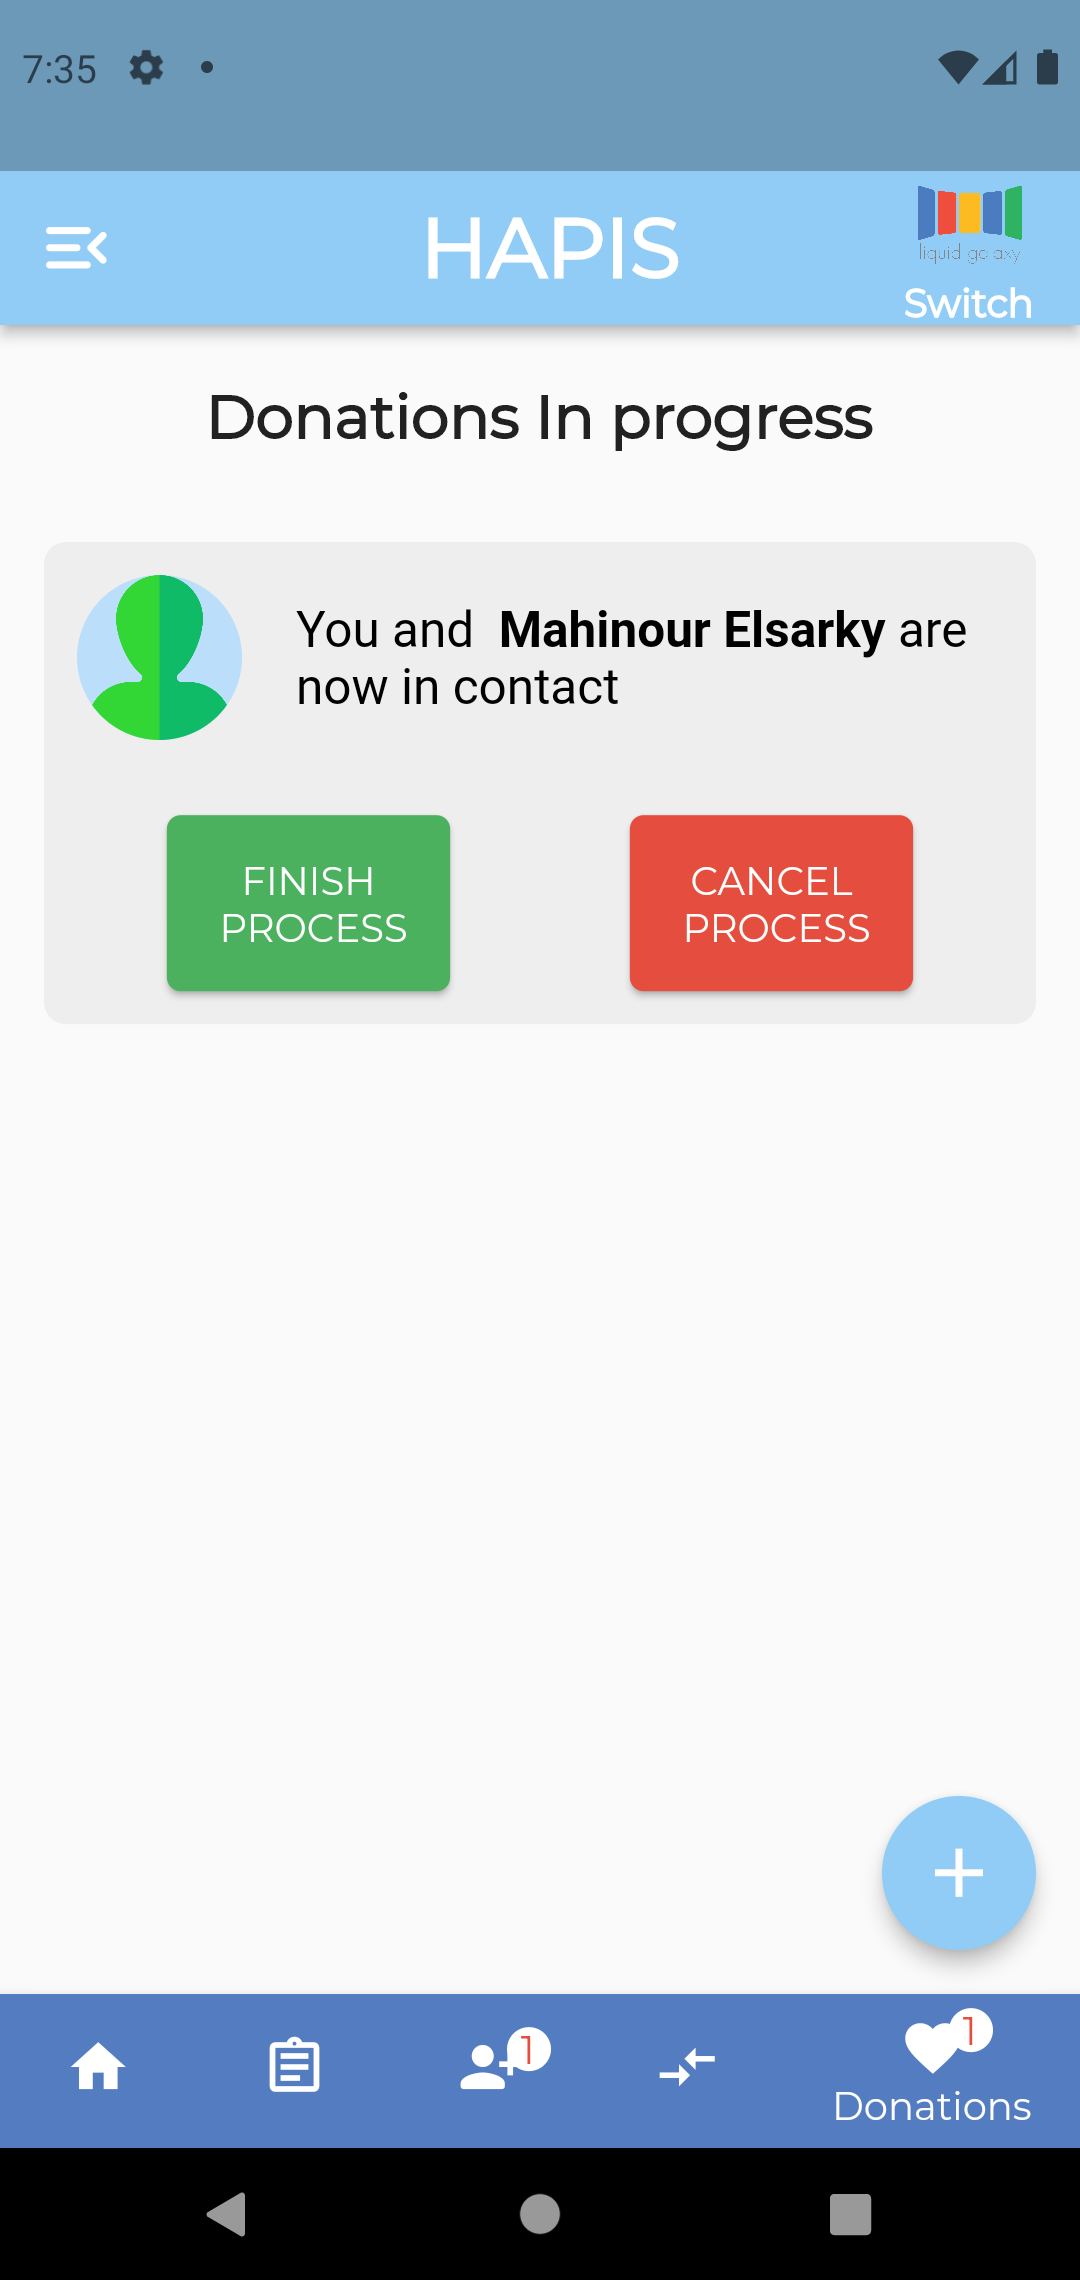 7:35
HAPIS
liquid galaxy
Switch
Donations In progress
You and Mahinour Elsarky are
now in contact
FINISH
PROCESS
CANCEL
PROCESS
1
1
Donations